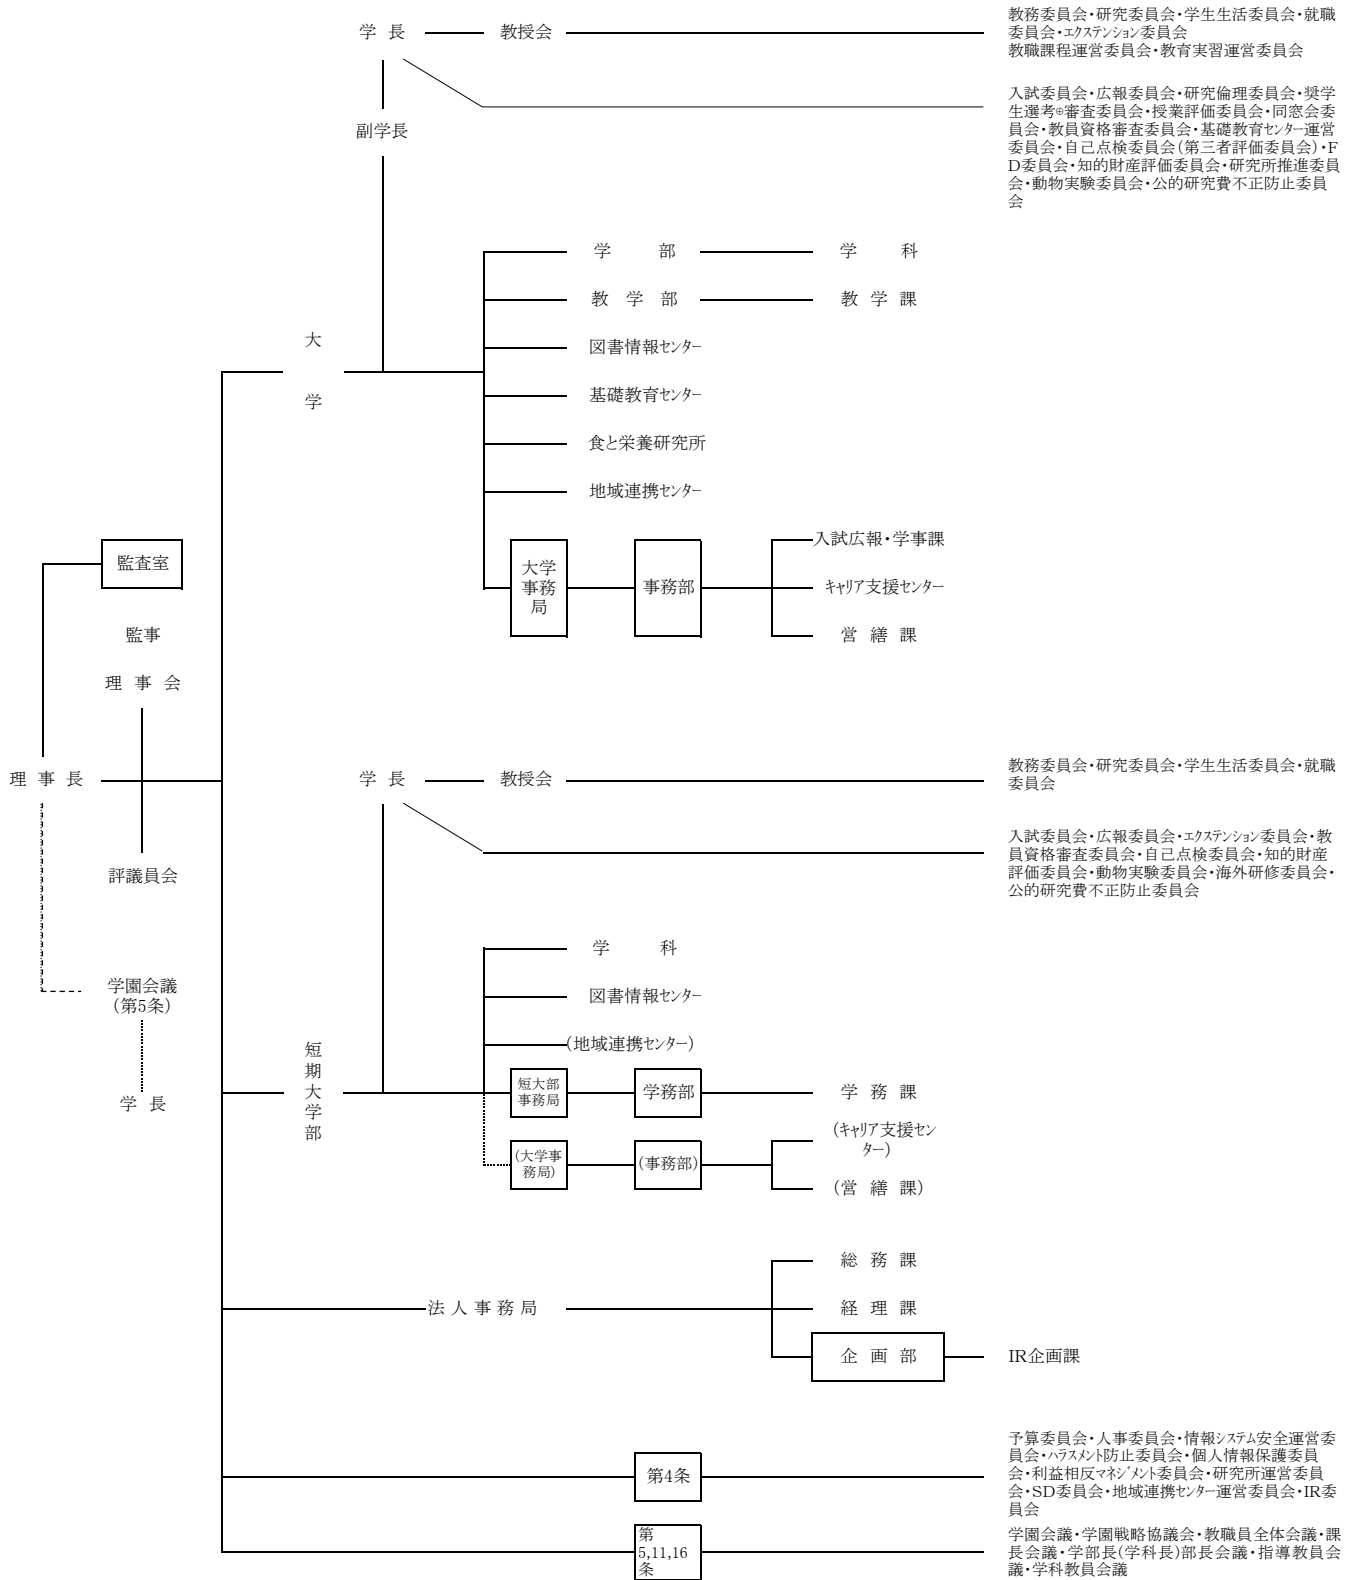 学 長
教授会
教務委員会・研究委員会・学生生活委員会・就職
委員会・エクステンション委員会
教職課程運営委員会・教育実習運営委員会
入試委員会・広報委員会・研究倫理委員会・奨学
生選考 審査委員会・授業評価委員会・同窓会委
員会・教員資格審査委員会・基礎教育センター運営
委員会・自己点検委員会(第三者評価委員会)・F
D委員会・知的財産評価委員会・研究所推進委員
会・動物実験委員会・公的研究費不正防止委員
会
副学長
大
学
学 部
学 科
教 学 部
教 学 課
図書情報センター
基礎教育センター
食と栄養研究所
地域連携センター
大学
事務
局
事務部
入試広報・学事課
キャリア支援センター
営 繕 課
監査室
監事
理 事 会
理 事 長
評議員会
学園会議
(第5条)
学 長
学 長
教授会
教務委員会・研究委員会・学生生活委員会・就職
委員会
入試委員会・広報委員会・エクステンション委員会・教
員資格審査委員会・自己点検委員会・知的財産
評価委員会・動物実験委員会・海外研修委員会・
公的研究費不正防止委員会
短
期
大
学
部
学 科
図書情報センター
(地域連携センター)
短大部
事務局
学務部
学 務 課
(大学事
務局)
(事務部)
(キャリア支援セン
ター)
(営 繕 課)
法 人 事 務 局
総 務 課
経 理 課
企 画 部
IR企画課
第4条
予算委員会・人事委員会・情報システム安全運営委
員会・ハラスメント防止委員会・個人情報保護委員
会・利益相反マネジメント委員会・研究所運営委員
会・SD委員会・地域連携センター運営委員会・IR委
員会
第
5,11,16
条
学園会議・学園戦略協議会・教職員全体会議・課
長会議・学部長(学科長)部長会議・指導教員会
議・学科教員会議